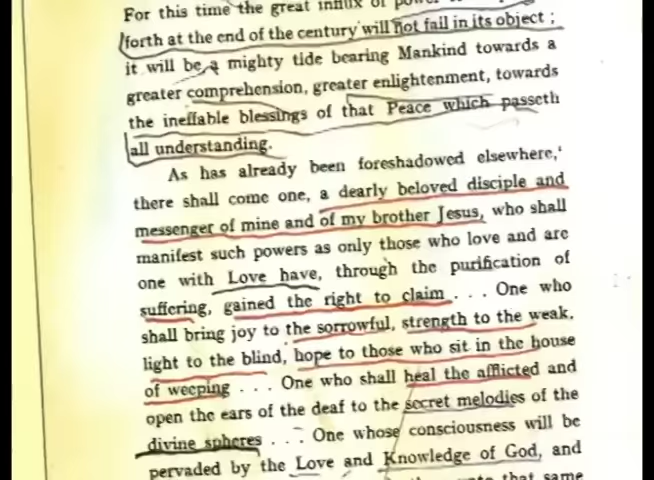 For this time the great influx of power
forth at the end of the century will not fail in its object ;
it will be a mighty tide bearing Mankind towards a
greater comprehension, greater enlightenment, towards
the ineffable blessings of that Peace which passeth
all understanding.
As has already been foreshadowed elsewhere,¹
there shall come one, a dearly beloved disciple and
messenger of mine and of my brother Jesus, who shall
manifest such powers as only those who love and are
one with Love have, through the purification of
suffering, gained the right to claim . . . One who
shall bring joy to the sorrowful, strength to the weak,
light to the blind, hope to those who sit in the house
of weeping . . . One who shall heal the afflicted and
open the ears of the deaf to the secret melodies of the
divine spheres . . . One whose consciousness will be
pervaded by the Love and Knowledge of God, and
that same